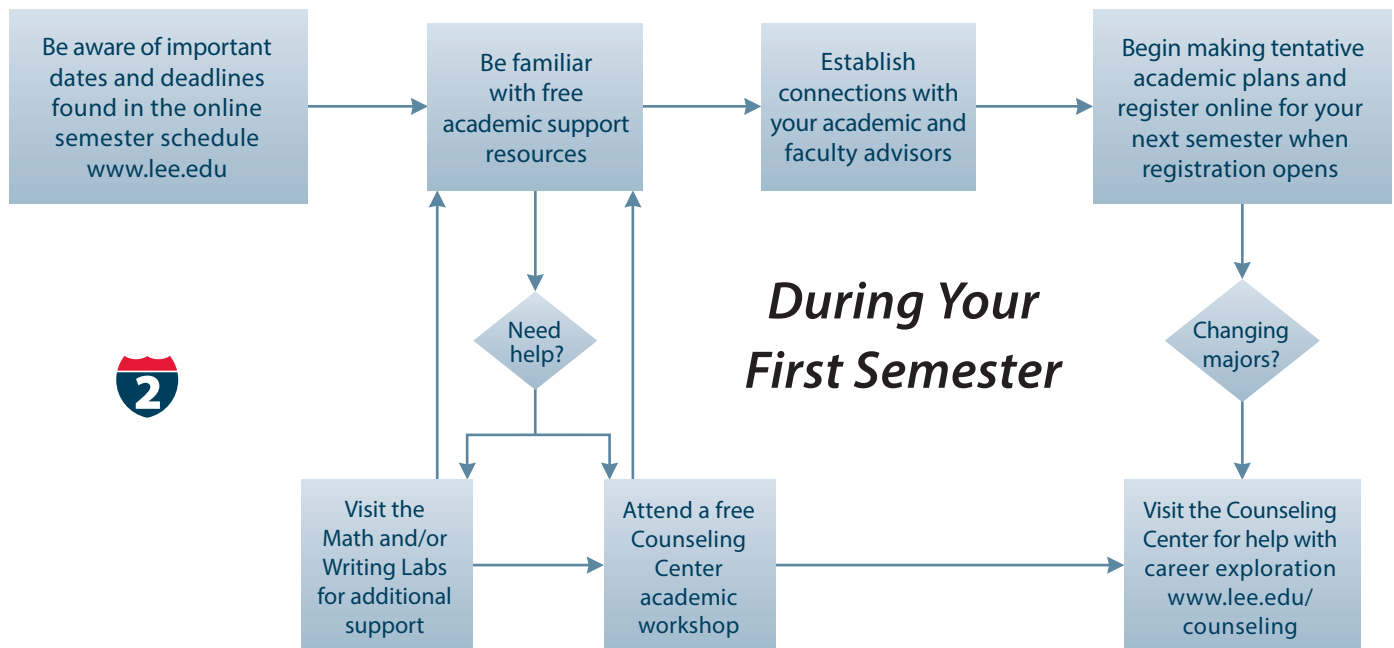 Be aware of important
dates and deadlines
found in the online
semester schedule
www.lee.edu
Be familiar
with free
academic support
resources
Establish
connections with
your academic and
faculty advisors
Begin making tentative
academic plans and
register online for your
next semester when
registration opens
Need
help?
During Your
First Semester
Changing
majors?
2
Visit the
Math and/or
Writing Labs
for additional
support
Attend a free
Counseling
Center
academic
workshop
Visit the Counseling
Center for help with
career exploration
www.lee.edu/
counseling